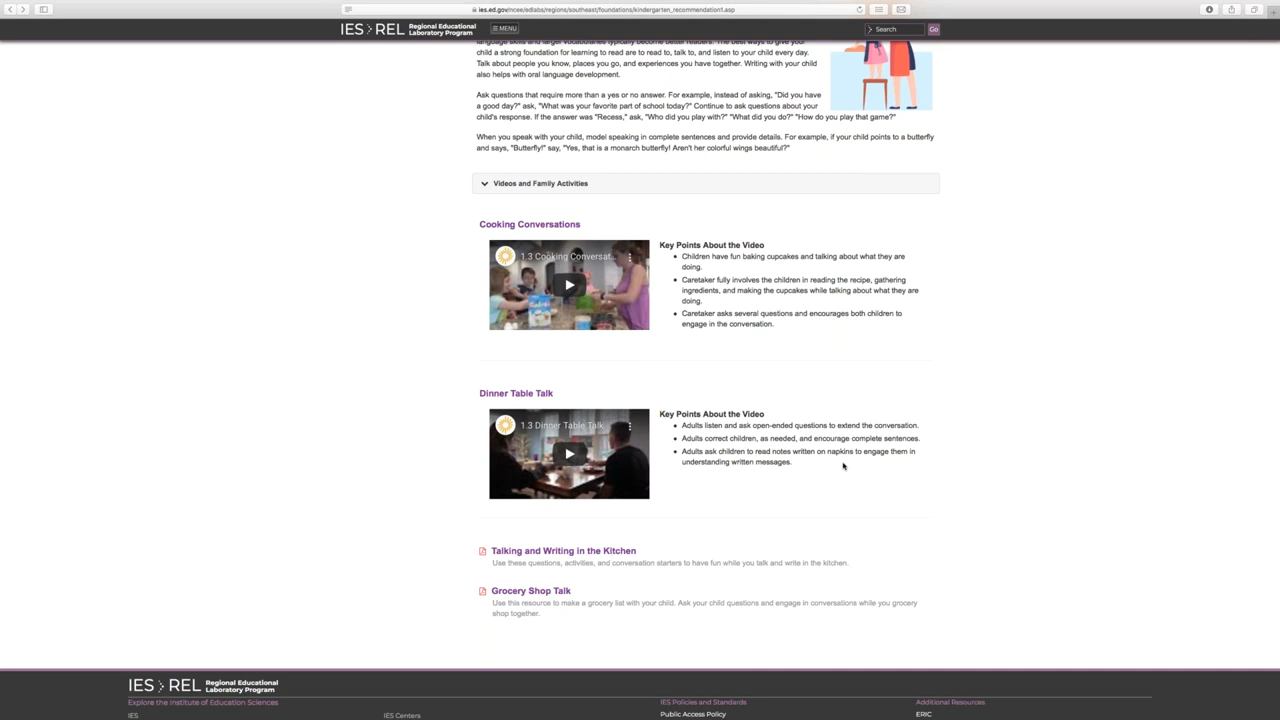 ies.ed.gov/ncee/edlabs/regions/southeast/foundations/kindergarten_recommendation1.asp
IES > REL Regional Educational
Laboratory Program
MENU
Search
Go
language skills and larger vocabularies typically become better readers. The best ways to give your
child a strong foundation for learning to read are to read to, talk to, and listen to your child every day.
Talk about people you know, places you go, and experiences you have together. Writing with your child
also helps with oral language development.
Ask questions that require more than a yes or no answer. For example, instead of asking, "Did you have
a good day?" ask, "What was your favorite part of school today?" Continue to ask questions about your
child's response. If the answer was "Recess," ask, "Who did you play with?" "What did you do?" "How do you play that game?"
When you speak with your child, model speaking in complete sentences and provide details. For example, if your child points to a butterfly
and says, "Butterfly!" say, "Yes, that is a monarch butterfly! Aren't her colorful wings beautiful?"
Videos and Family Activities
Cooking Conversations
1.3 Cooking Conversat...
Key Points About the Video
• Children have fun baking cupcakes and talking about what they are
doing.
• Caretaker fully involves the children in reading the recipe, gathering
ingredients, and making the cupcakes while talking about what they are
doing.
• Caretaker asks several questions and encourages both children to
engage in the conversation.
Dinner Table Talk
1.3 Dinner Table Talk
Key Points About the Video
• Adults listen and ask open-ended questions to extend the conversation.
• Adults correct children, as needed, and encourage complete sentences.
• Adults ask children to read notes written on napkins to engage them in
understanding written messages.
Talking and Writing in the Kitchen
Use these questions, activities, and conversation starters to have fun while you talk and write in the kitchen.
Grocery Shop Talk
Use this resource to make a grocery list with your child. Ask your child questions and engage in conversations while you grocery
shop together.
IES > REL Regional Educational
Laboratory Program
Explore the Institute of Education Sciences
IES Policies and Standards
Additional Resources
IES
IES Centers
Public Access Policy
ERIC